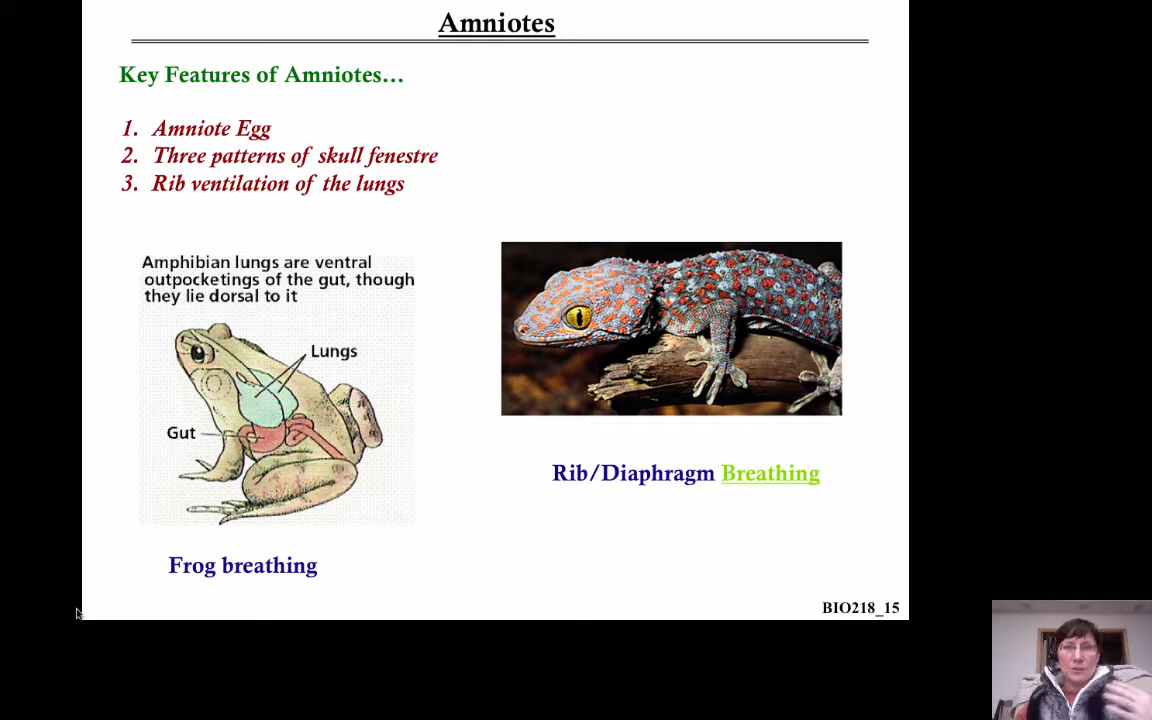 Amniotes
Key Features of Amniotes...
1. Amniote Egg
2. Three patterns of skull fenestre
3. Rib ventilation of the lungs
Amphibian lungs are ventral
outpocketings of the gut, though
they lie dorsal to it
Lungs
Gut
Frog breathing
Rib/Diaphragm Breathing
BIO218_15